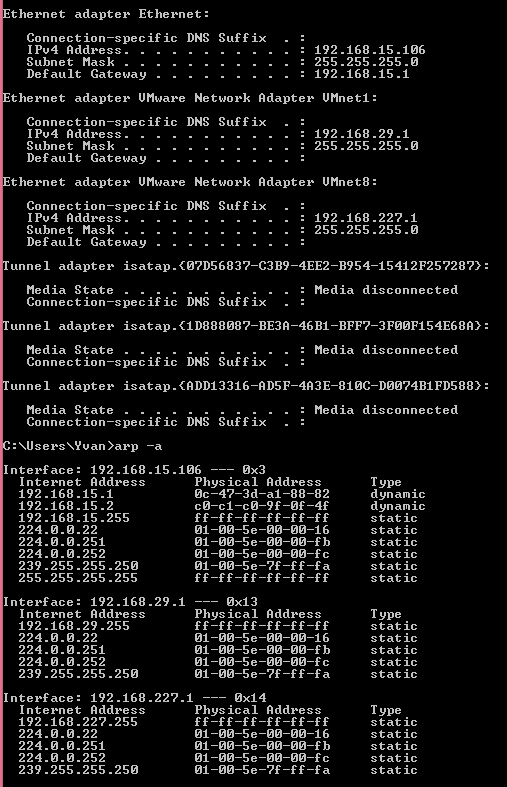 Ethernet adapter Ethernet:
Connection-specific DNS Suffix  . :
IPv4 Address. . . . . . . . . . . : 192.168.15.106
Subnet Mask . . . . . . . . . . . : 255.255.255.0
Default Gateway . . . . . . . . . : 192.168.15.1
Ethernet adapter VMware Network Adapter VMnet1:
Connection-specific DNS Suffix  . :
IPv4 Address. . . . . . . . . . . : 192.168.29.1
Subnet Mask . . . . . . . . . . . : 255.255.255.0
Default Gateway . . . . . . . . . :
Ethernet adapter VMware Network Adapter VMnet8:
Connection-specific DNS Suffix  . :
IPv4 Address. . . . . . . . . . . : 192.168.227.1
Subnet Mask . . . . . . . . . . . : 255.255.255.0
Default Gateway . . . . . . . . . :
Tunnel adapter isatap.{07D56837-C3B9-4EE2-B954-15412F257287}:
Media State . . . . . . . . . . . : Media disconnected
Connection-specific DNS Suffix  . :
Tunnel adapter isatap.{1D888087-BE3A-46B1-BFF7-3F00F154E68A}:
Media State . . . . . . . . . . . : Media disconnected
Connection-specific DNS Suffix  . :
Tunnel adapter isatap.{ADD13316-AD5F-4A3E-810C-D0074B1FD588}:
Media State . . . . . . . . . . . : Media disconnected
Connection-specific DNS Suffix  . :
C:\Users\Yvan>arp -a
Interface: 192.168.15.106 --- 0x3
Internet Address      Physical Address      Type
192.168.15.1          0c-47-3d-a1-88-82     dynamic
192.168.15.2          c0-c1-c0-9f-0f-4f     dynamic
192.168.15.255        ff-ff-ff-ff-ff-ff     static
224.0.0.22            01-00-5e-00-00-16     static
224.0.0.251           01-00-5e-00-00-fb     static
224.0.0.252           01-00-5e-00-00-fc     static
239.255.255.250       01-00-5e-7f-ff-fa     static
255.255.255.255       ff-ff-ff-ff-ff-ff     static
Interface: 192.168.29.1 --- 0x13
Internet Address      Physical Address      Type
192.168.29.255        ff-ff-ff-ff-ff-ff     static
224.0.0.22            01-00-5e-00-00-16     static
224.0.0.251           01-00-5e-00-00-fb     static
224.0.0.252           01-00-5e-00-00-fc     static
239.255.255.250       01-00-5e-7f-ff-fa     static
Interface: 192.168.227.1 --- 0x14
Internet Address      Physical Address      Type
192.168.227.255       ff-ff-ff-ff-ff-ff     static
224.0.0.22            01-00-5e-00-00-16     static
224.0.0.251           01-00-5e-00-00-fb     static
224.0.0.252           01-00-5e-00-00-fc     static
239.255.255.250       01-00-5e-7f-ff-fa     static